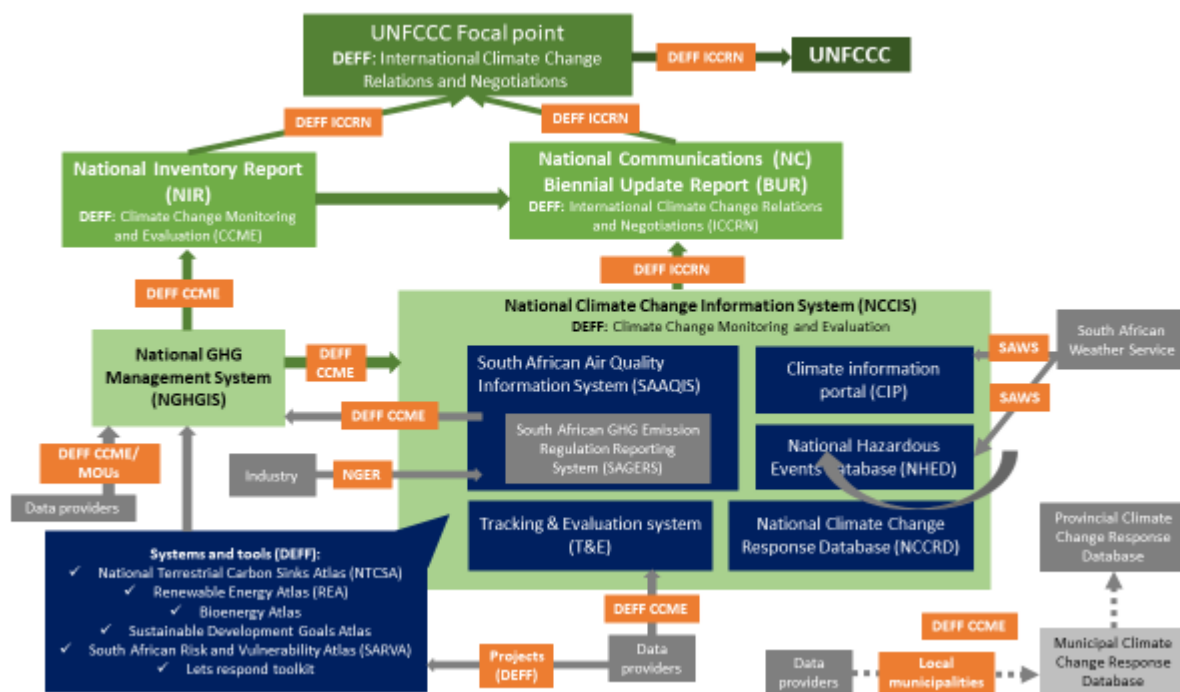 UNFCCC Focal point
DEFF: International Climate Change
Relations and Negotiations
DEFF ICCRN
UNFCCC
DEFF ICCRN
DEFF ICCRN
National Inventory Report
(NIR)
DEFF: Climate Change Monitoring
and Evaluation (CCME)
National Communications (NC)
Biennial Update Report (BUR)
DEFF: International Climate Change Relations
and Negotiations (ICCRN)
DEFF CCME
DEFF ICCRN
National Climate Change Information System (NCCIS)
DEFF: Climate Change Monitoring and Evaluation
National GHG
Management System
(NGHGIS)
DEFF
CCME
South African Air Quality
Information System (SAAQIS)
South African GHG Emission
Regulation Reporting
System (SAGERS)
Climate information
portal (CIP)
SAWS
South African
Weather Service
SAWS
DEFF CCME
National Hazardous
Events Database (NHED)
DEFF CCME/
MOUs
Data providers
Industry
NGER
Tracking & Evaluation system
(T&E)
National Climate Change
Response Database (NCCRD)
Provincial Climate
Change Response
Database
Systems and tools (DEFF):
✓ National Terrestrial Carbon Sinks Atlas (NTCSA)
✓ Renewable Energy Atlas (REA)
✓ Bioenergy Atlas
✓ Sustainable Development Goals Atlas
✓ South African Risk and Vulnerability Atlas (SARVA)
✓ Lets respond toolkit
DEFF CCME
Projects
(DEFF)
Data
providers
DEFF CCME
Data
providers
Local
municipalities
Municipal Climate
Change Response
Database